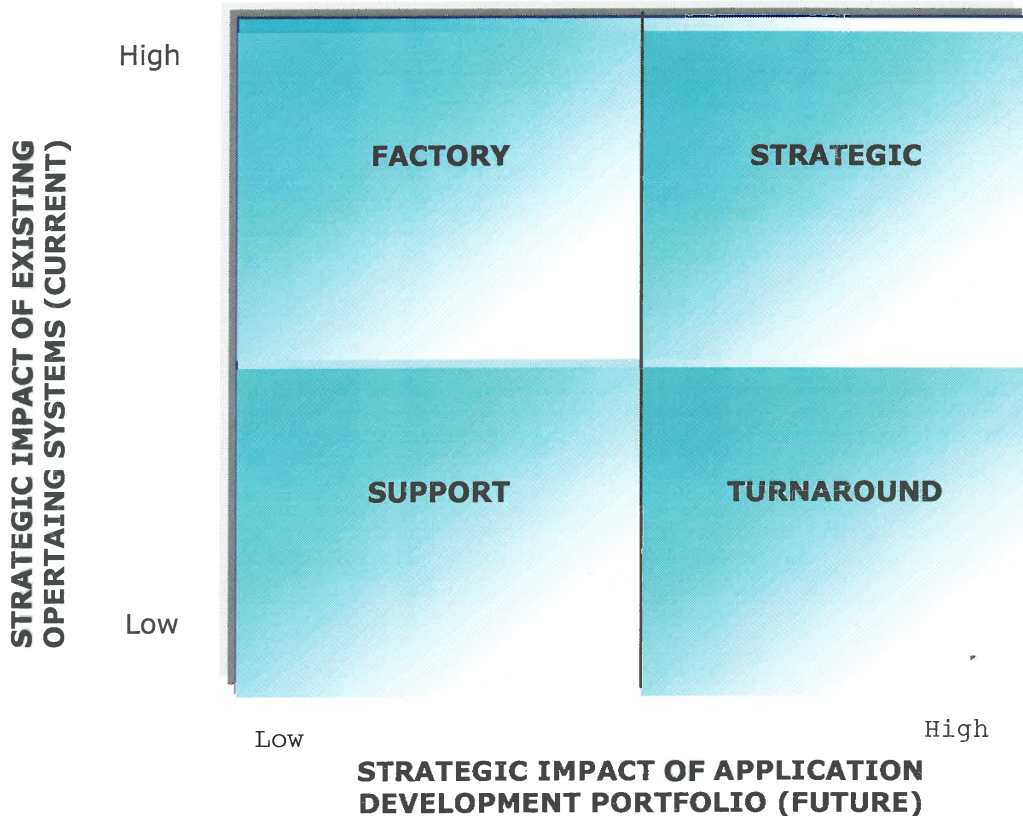 High
FACTORY
STRATEGIC
STRATEGIC IMPACT OF EXISTING
OPERTAING SYSTEMS (CURRENT)
SUPPORT
TURNAROUND
Low
Low
High
STRATEGIC IMPACT OF APPLICATION
DEVELOPMENT PORTFOLIO (FUTURE)